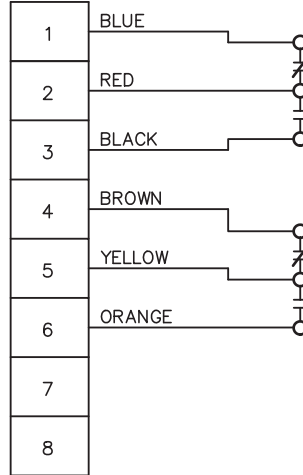 1 BLUE
2 RED
3 BLACK
4 BROWN
5 YELLOW
6 ORANGE
7
8